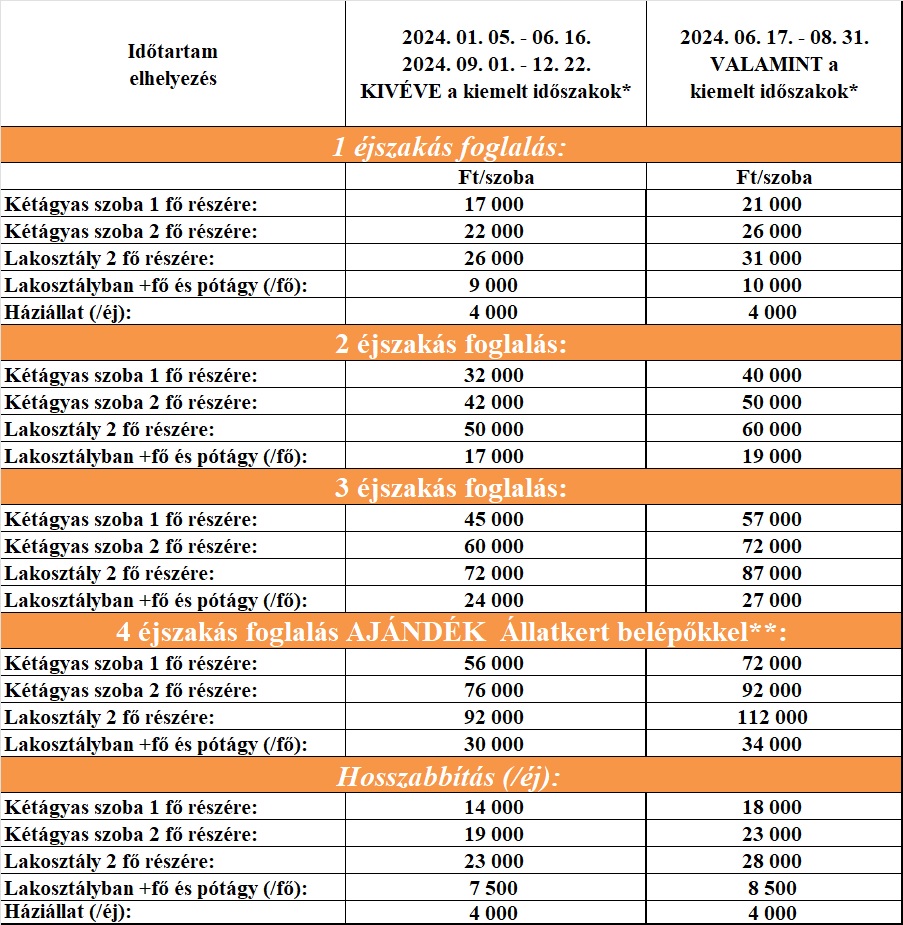 Időtartam
elhelyezés
2024. 01. 05. - 06. 16.
2024. 09. 01. - 12. 22.
KIVÉVE a kiemelt időszakok*
2024. 06. 17. - 08. 31.
VALAMINT a
kiemelt időszakok*
1 éjszakás foglalás:
Ft/szoba Ft/szoba
Kétágyas szoba 1 fő részére: 17 000 21 000
Kétágyas szoba 2 fő részére: 22 000 26 000
Lakosztály 2 fő részére: 26 000 31 000
Lakosztályban +fő és pótágy (/fő): 9 000 10 000
Háziállat (/éj): 4 000 4 000
2 éjszakás foglalás:
Kétágyas szoba 1 fő részére: 32 000 40 000
Kétágyas szoba 2 fő részére: 42 000 50 000
Lakosztály 2 fő részére: 50 000 60 000
Lakosztályban +fő és pótágy (/fő): 17 000 19 000
3 éjszakás foglalás:
Kétágyas szoba 1 fő részére: 45 000 57 000
Kétágyas szoba 2 fő részére: 60 000 72 000
Lakosztály 2 fő részére: 72 000 87 000
Lakosztályban +fő és pótágy (/fő): 24 000 27 000
4 éjszakás foglalás AJÁNDÉK Állatkert belépőkkel**:
Kétágyas szoba 1 fő részére: 56 000 72 000
Kétágyas szoba 2 fő részére: 76 000 92 000
Lakosztály 2 fő részére: 92 000 112 000
Lakosztályban +fő és pótágy (/fő): 30 000 34 000
Hosszabbítás (/éj):
Kétágyas szoba 1 fő részére: 14 000 18 000
Kétágyas szoba 2 fő részére: 19 000 23 000
Lakosztály 2 fő részére: 23 000 28 000
Lakosztályban +fő és pótágy (/fő): 7 500 8 500
Háziállat (/éj): 4 000 4 000